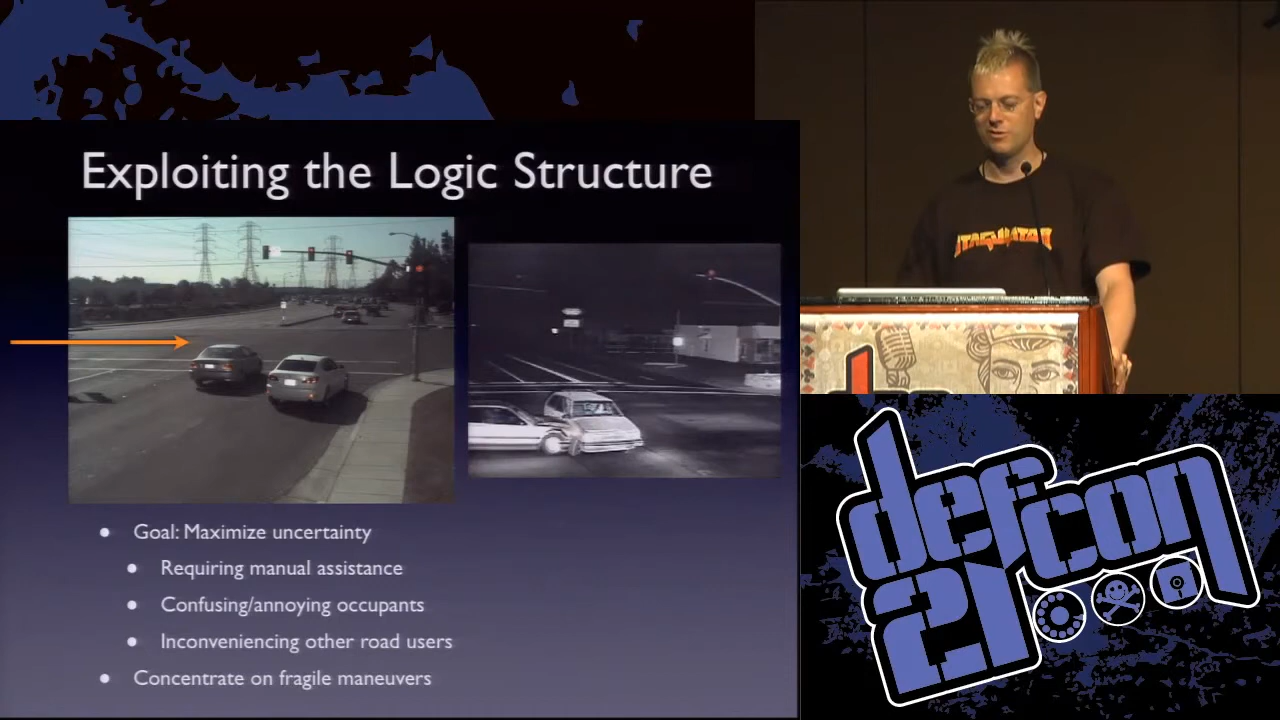 Exploiting the Logic Structure
Goal: Maximize uncertainty
Requiring manual assistance
Confusing/annoying occupants
Inconveniencing other road users
Concentrate on fragile maneuvers
defcon
21